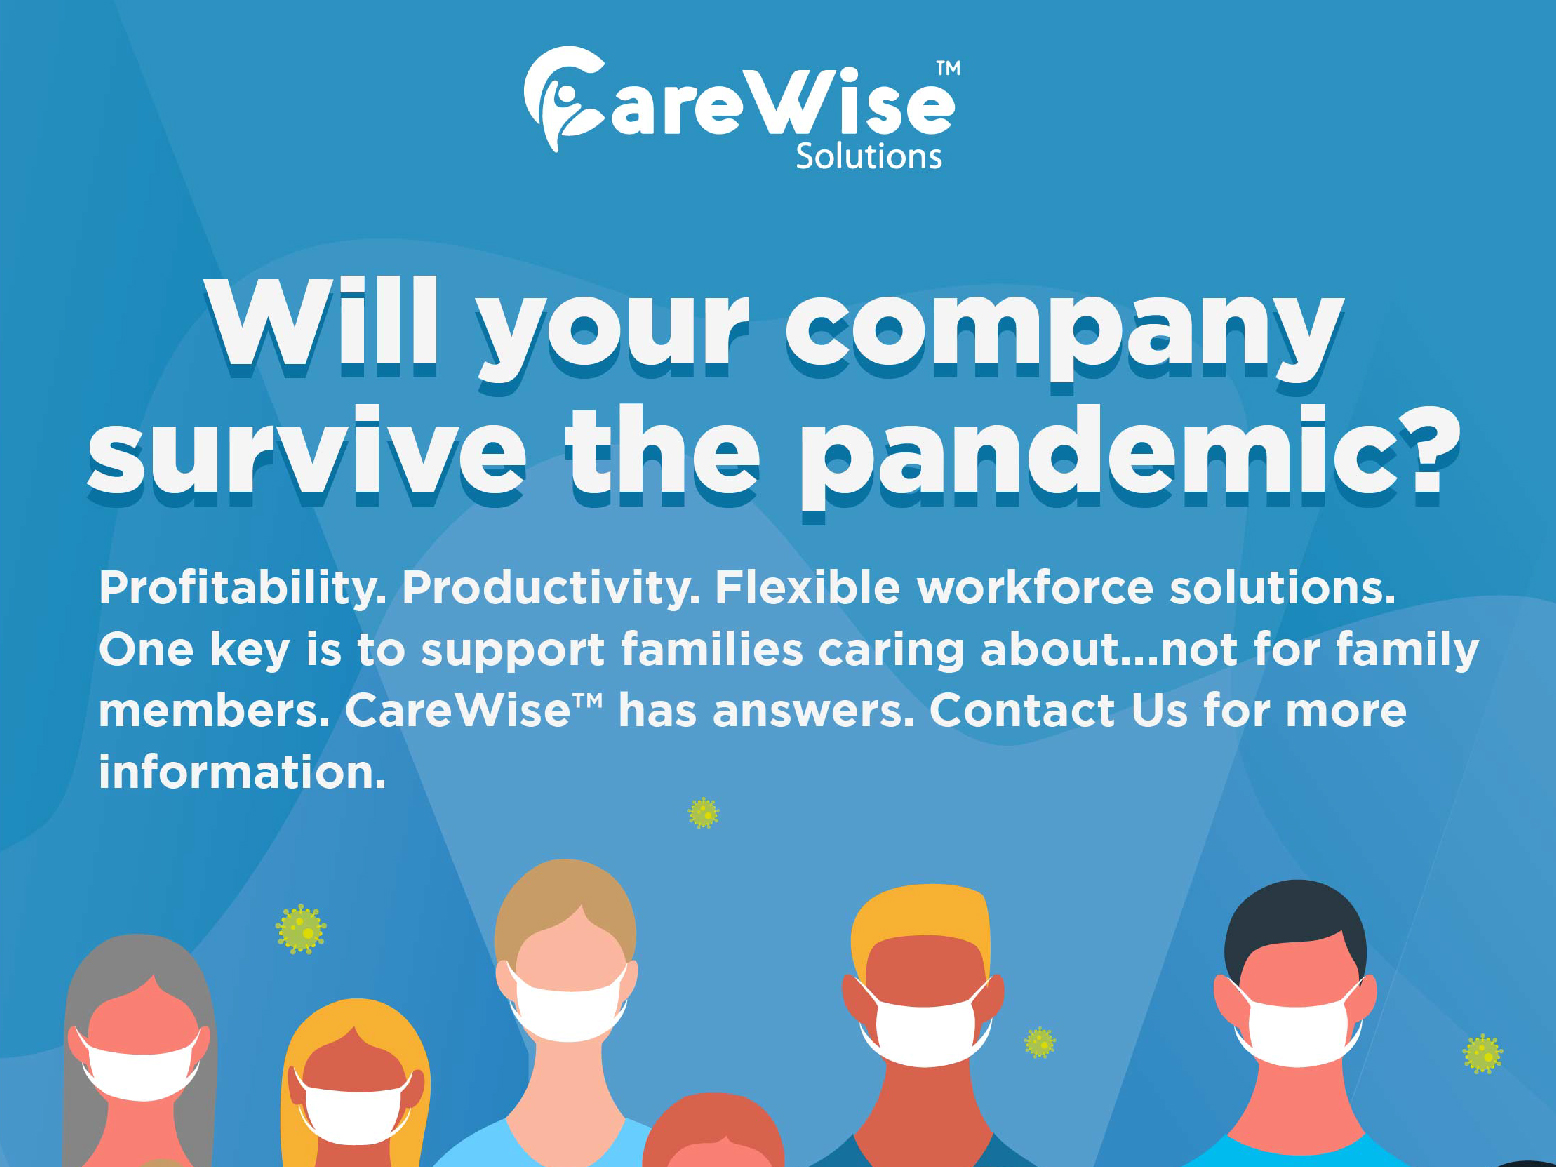 CareWise™
Solutions
Will your company
survive the pandemic?
Profitability. Productivity. Flexible workforce solutions.
One key is to support families caring about...not for family
members. CareWise™ has answers. Contact Us for more
information.